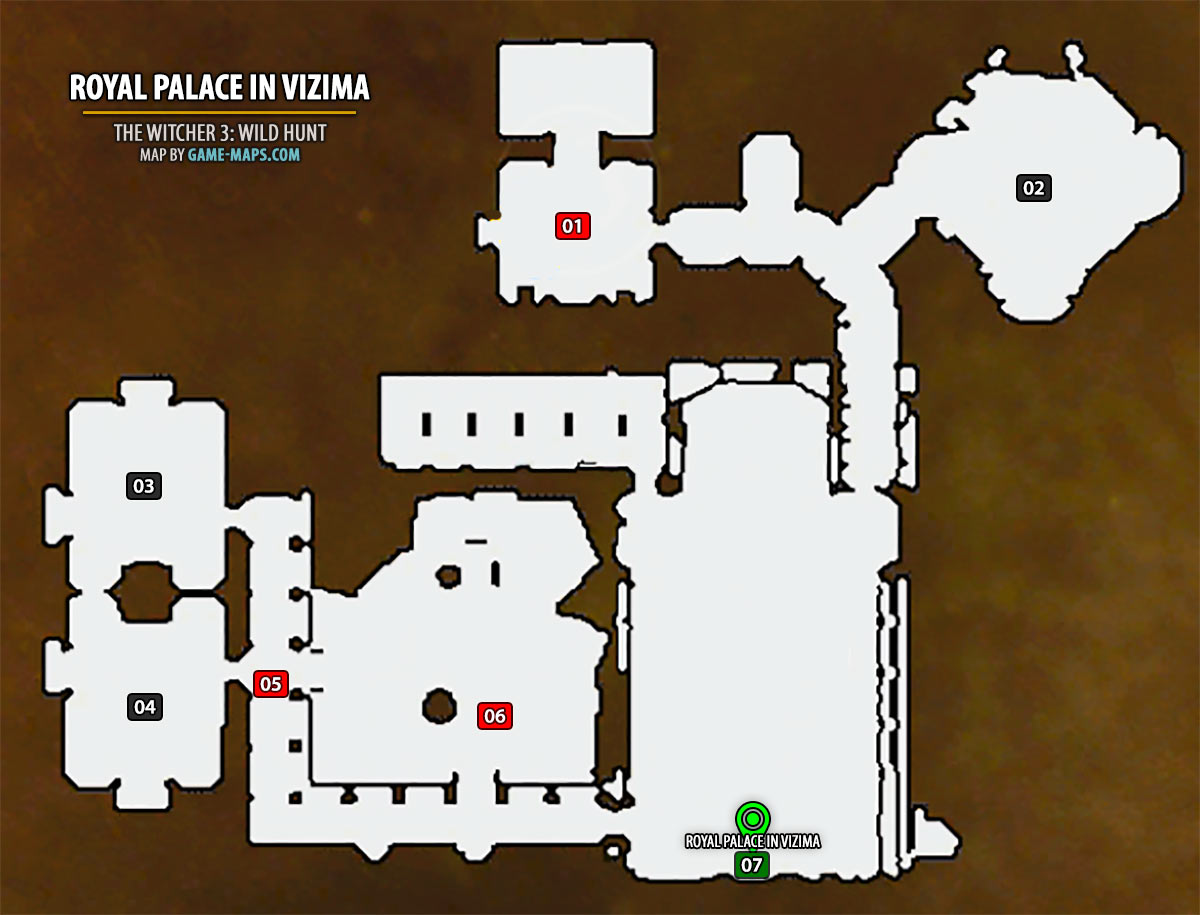 ROYAL PALACE IN VIZIMA
THE WITCHER 3: WILD HUNT
MAP BY GAME-MAPS.COM
02
01
03
05
04
06
ROYAL PALACE IN VIZIMA
07